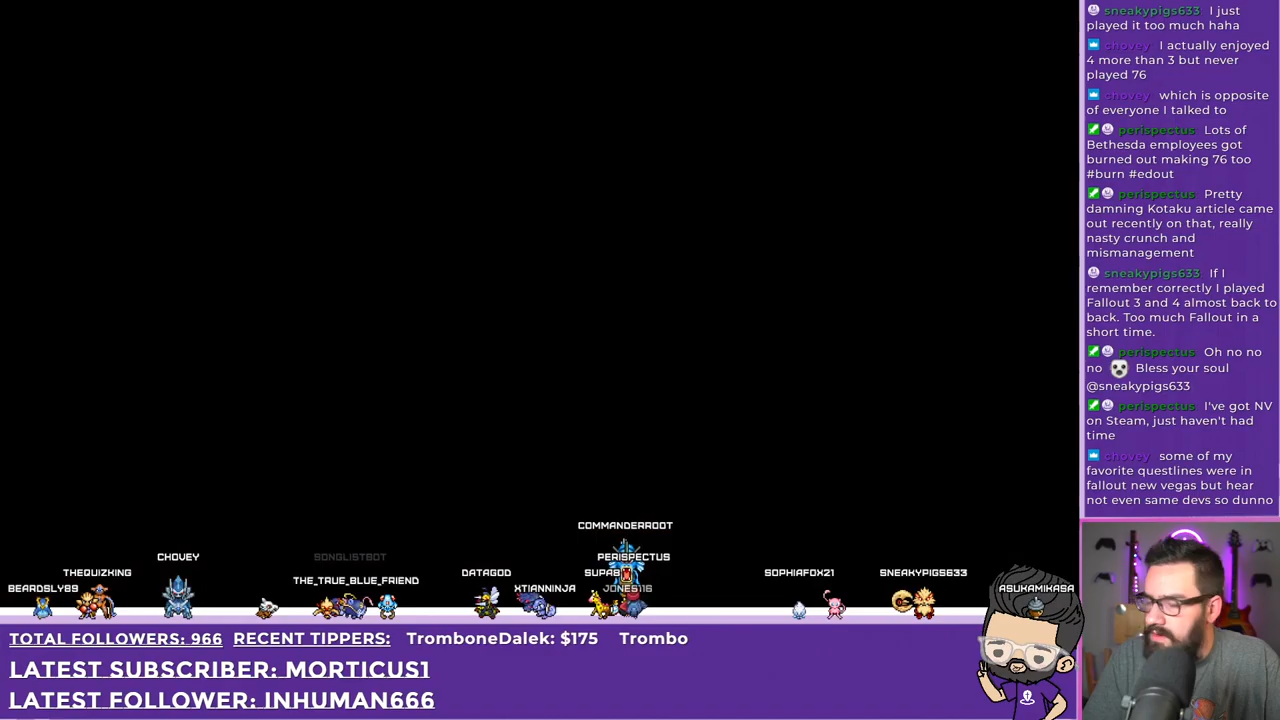 sneakypigs633 I just
played it too much haha
chovey I actually enjoyed
4 more than 3 but never
played 76
chovey which is opposite
of everyone I talked to
perispectus Lots of
Bethesda employees got
burned out making 76 too
#burn #edout
perispectus Pretty
damning Kotaku article came
out recently on that, really
nasty crunch and
mismanagement
sneakypigs633 If I
remember correctly I played
Fallout 3 and 4 almost back to
back. Too much Fallout in a
short time.
perispectus Oh no no
no Bless your soul
@sneakypigs633
perispectus I've got NV
on Steam, just haven't had
time
chovey some of my
favorite questlines were in
fallout new vegas but hear
not even same devs so dunno
COMMANDERROOT
CHOVEY
SONGLISTBOT
PERISPECTUS
THEQUIZKING
THE_TRUE_BLUE_FRIEND
DATAGOD
SUPAB
SOPHIAFOX21
SNEAKYPIGS633
BEARDSLY89
XTIANNINJA
JONES118
ASUKAMIKASA
TOTAL FOLLOWERS: 966 RECENT TIPPERS: TromboneDalek: $175 Trombo
LATEST SUBSCRIBER: MORTICUS1
LATEST FOLLOWER: INHUMAN666